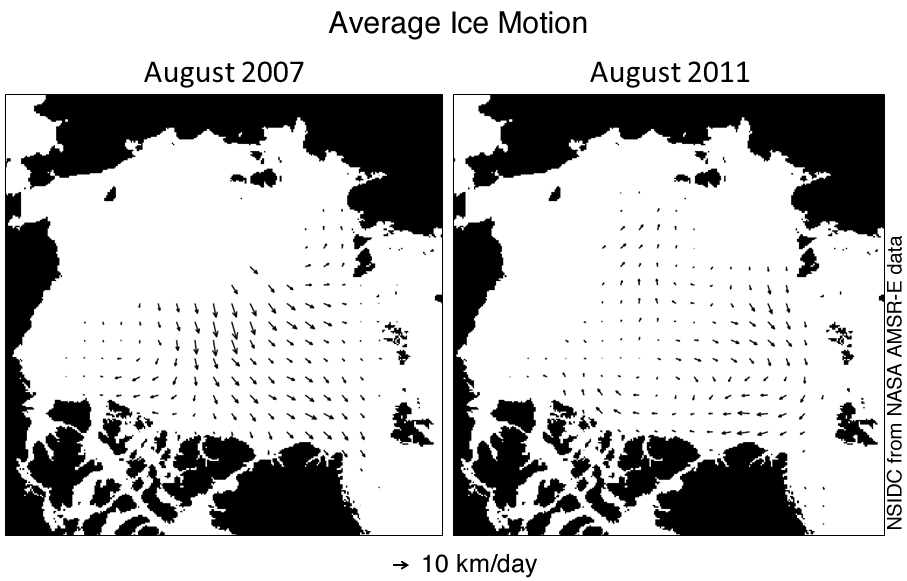 Average Ice Motion
August 2007
August 2011
NSIDC from NASA AMSR-E data
10 km/day